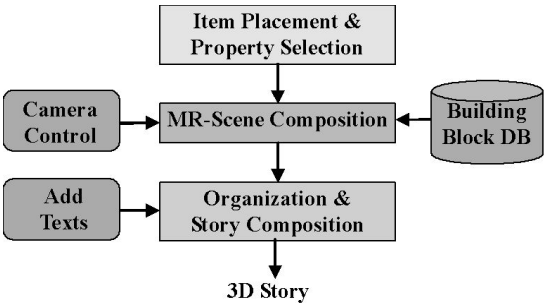 Item Placement &
Property Selection
Camera
Control
MR-Scene Composition
Building
Block DB
Add
Texts
Organization &
Story Composition
3D Story